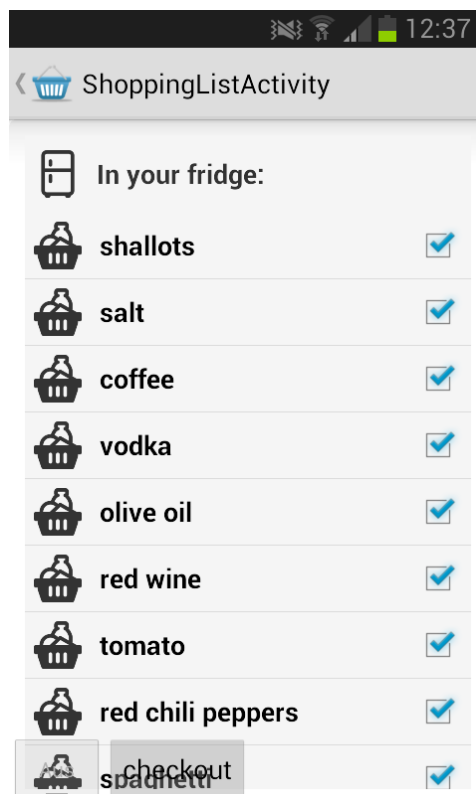 12:37
ShoppingListActivity
In your fridge:
shallots
salt
coffee
vodka
olive oil
red wine
tomato
red chili peppers
spaghetti
checkout